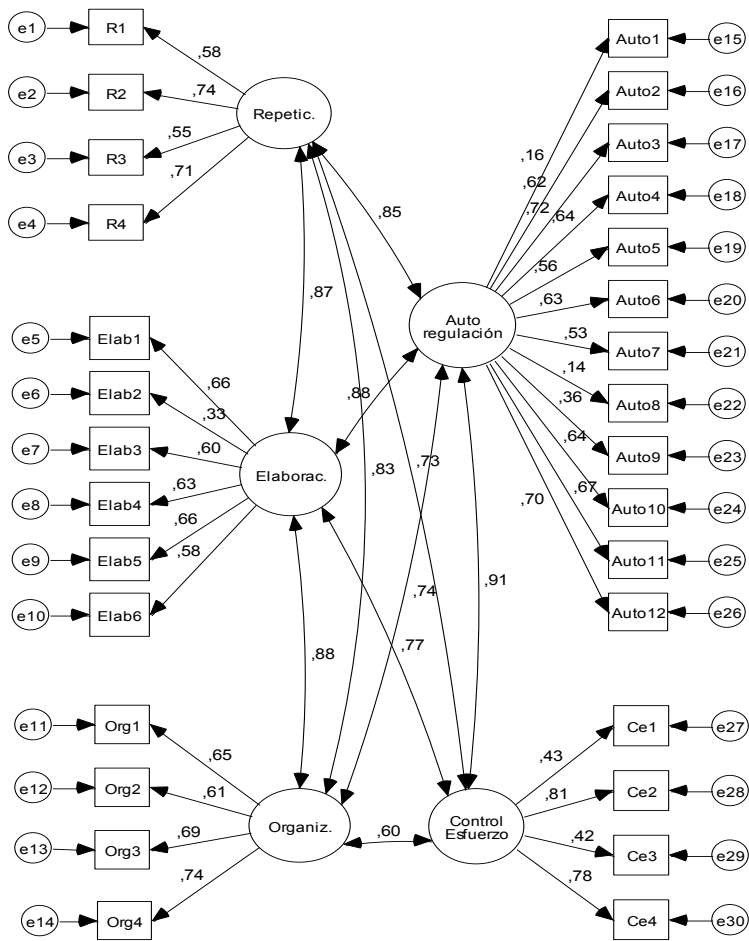 e1
R1
,58
e2
R2
,74
Repetic.
e3
R3
,55
e4
R4
,71
Auto1
e15
Auto2
e16
Auto3
e17
,16
,62
Auto4
e18
,72
,64
,85
Auto5
e19
,56
Auto6
e20
,63
,87
Auto
regulación
Auto7
e21
,53
e5
Elab1
,66
Auto8
e22
,14
e6
Elab2
,33
,88
,36
Auto9
e23
e7
Elab3
,60
,64
Elaborac.
,83
,73
e8
Elab4
,63
,67
,70
Auto10
e24
e9
Elab5
,66
,58
Auto11
e25
,91
,74
e10
Elab6
Auto12
e26
,88
,77
e11
Org1
,65
Ce1
e27
,43
e12
Org2
,61
Ce2
e28
,81
Organiz.
,60
Control
Esfuerzo
e13
Org3
,69
Ce3
e29
,42
,74
,78
e14
Org4
Ce4
e30